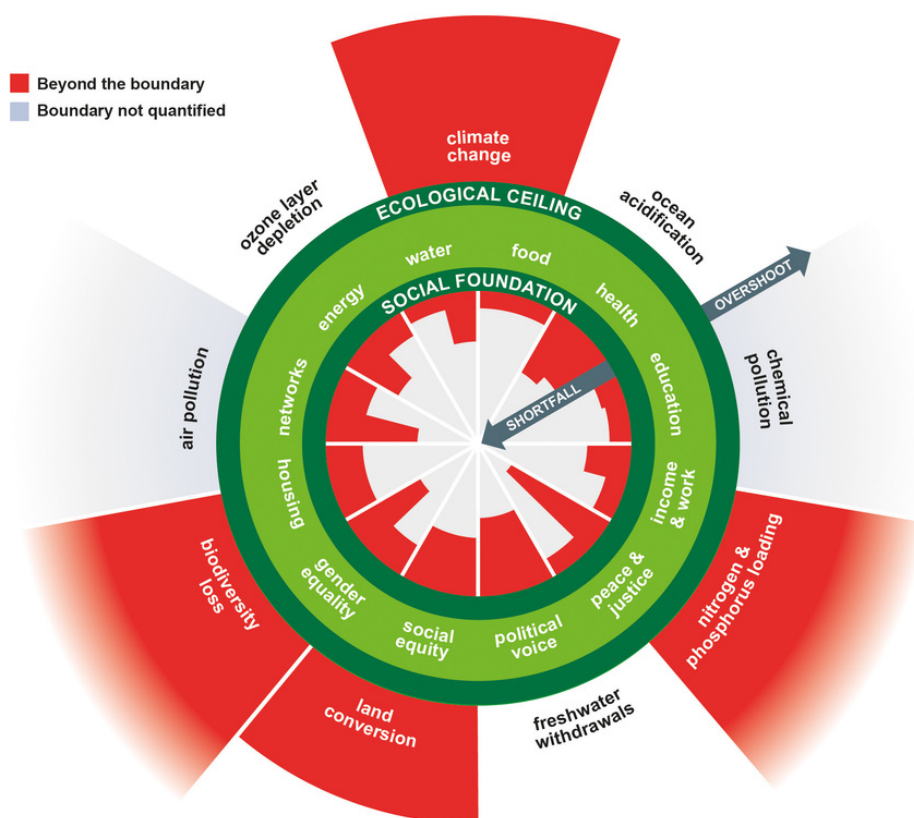 Beyond the boundary
Boundary not quantified
climate
change
ozone layer
depletion
ocean
acidification
ECOLOGICAL CEILING
water
food
energy
health
SOCIAL FOUNDATION
OVERSHOOT
networks
education
air pollution
chemical
pollution
SHORTFALL
housing
income
& work
biodiversity
loss
nitrogen &
phosphorus loading
gender
equality
peace &
justice
social
equity
political
voice
land
conversion
freshwater
withdrawals